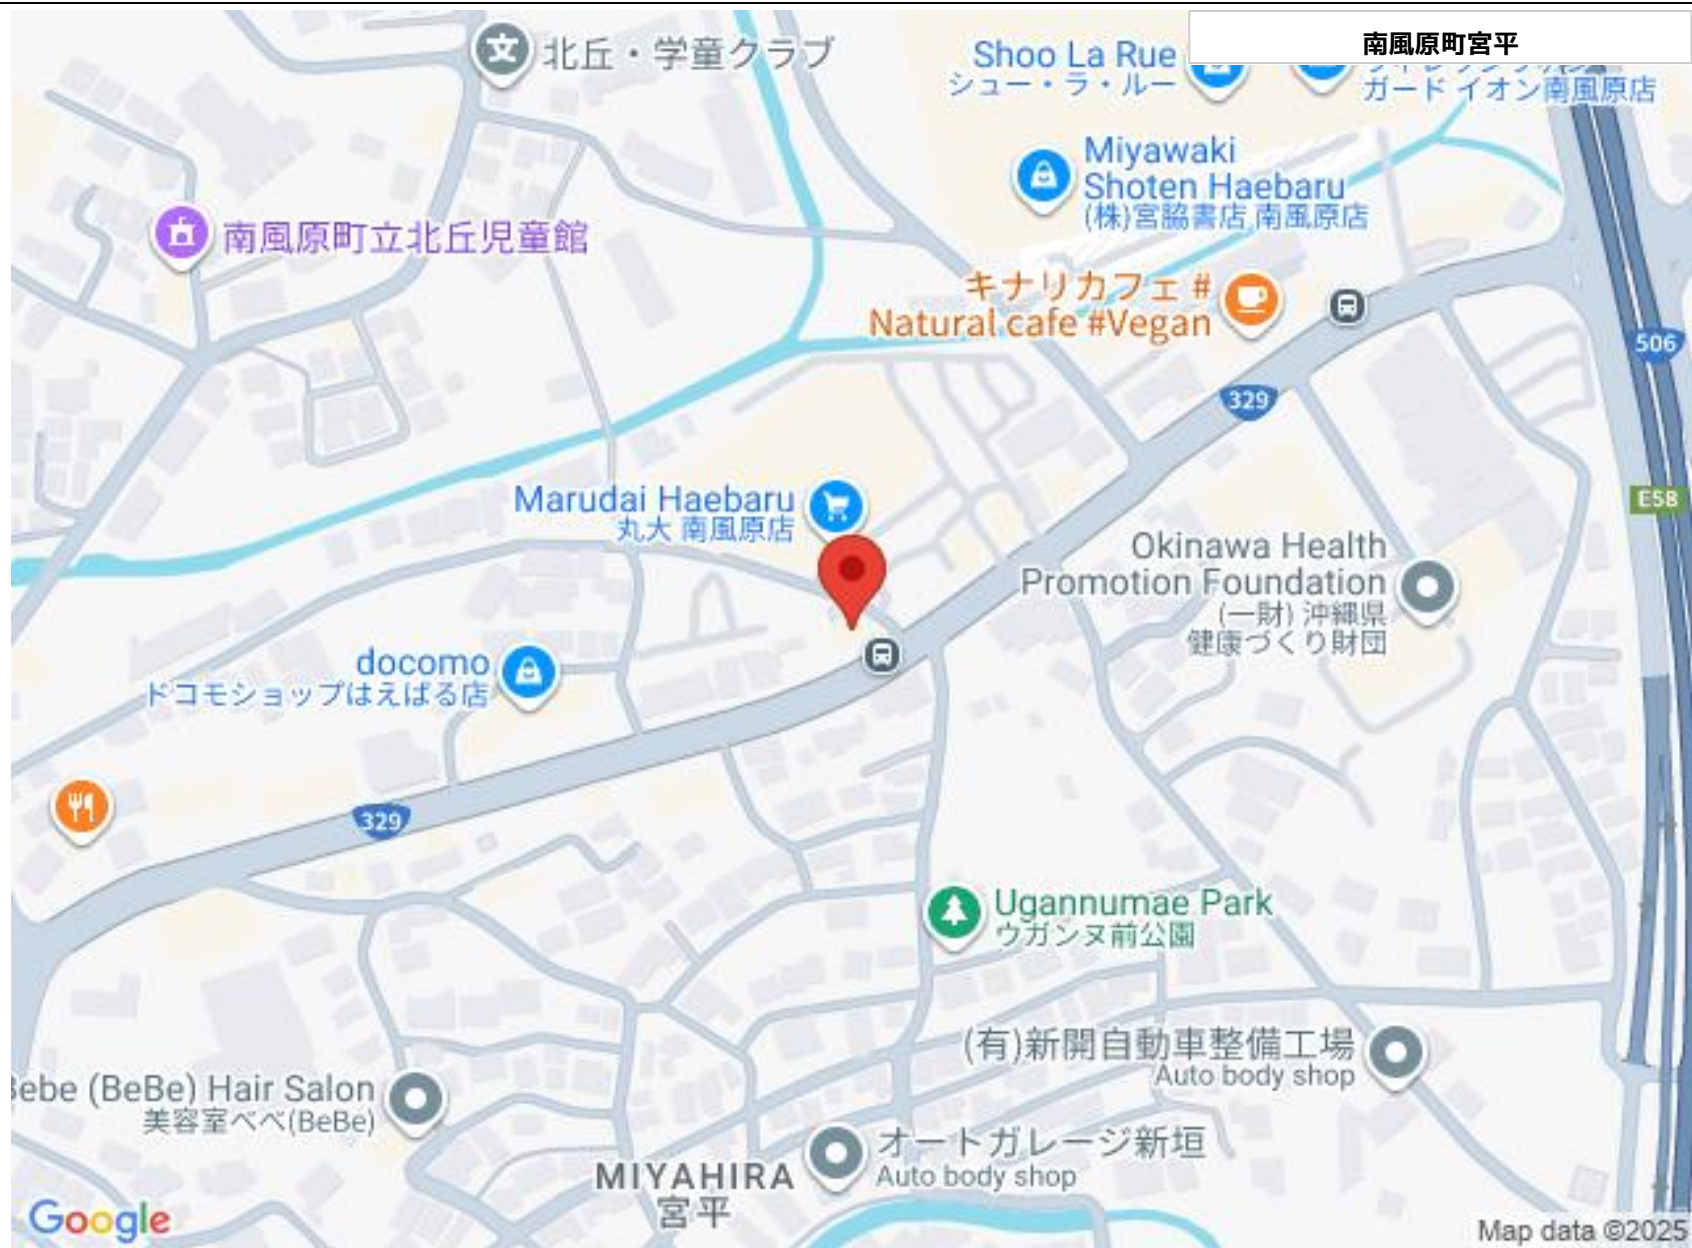 南風原町宮平
北丘・学童クラブ
Shoo La Rue
シュー・ラ・ルー
ガード イオン南風原店
Miyawaki
Shoten Haebaru
(株)宮脇書店 南風原店
南風原町立北丘児童館
キナリカフェ #
Natural cafe #Vegan
506
329
Marudai Haebaru
丸大 南風原店
E58
Okinawa Health
Promotion Foundation
(一財) 沖縄県
健康づくり財団
docomo
ドコモショップはえばる店
329
Ugannumae Park
ウガンヌ前公園
(有)新開自動車整備工場
Auto body shop
Bebe (BeBe) Hair Salon
美容室べべ(BeBe)
オートガレージ新垣
Auto body shop
MIYAHIRA
宮平
Google
Map data ©2025